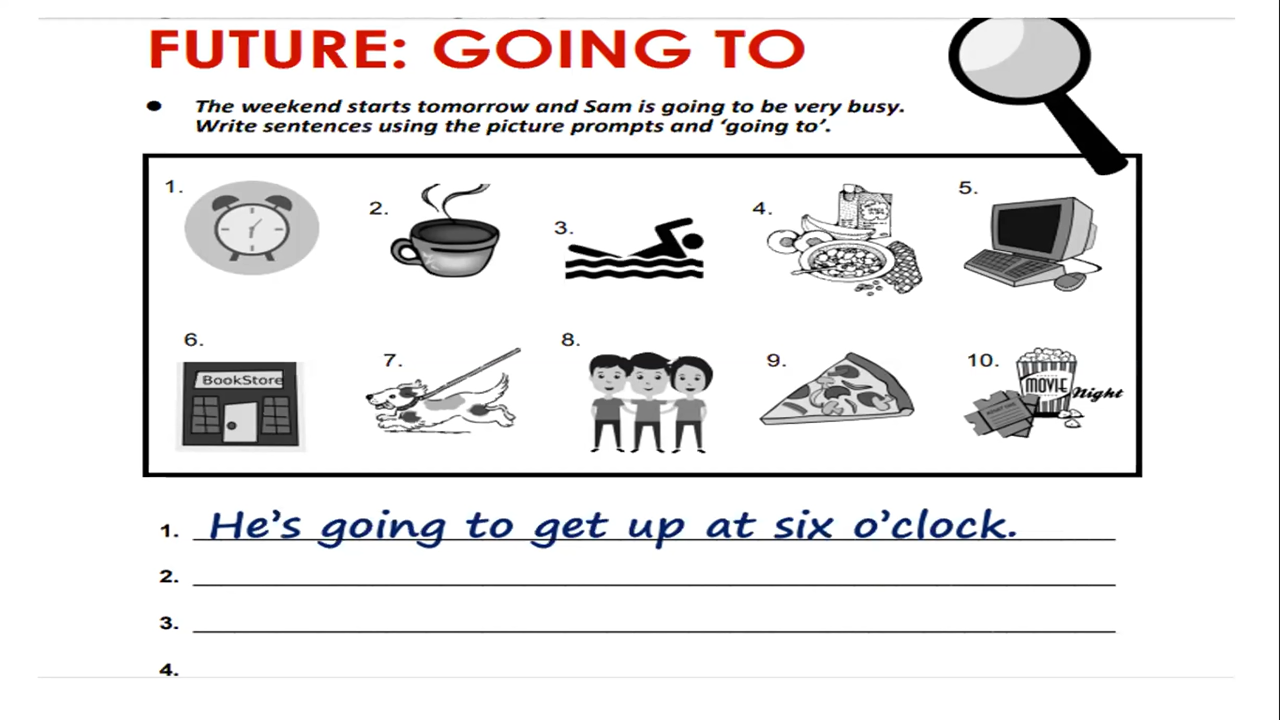 FUTURE: GOING TO
● The weekend starts tomorrow and Sam is going to be very busy.
Write sentences using the picture prompts and ‘going to’.
1.
2.
3.
4.
5.
6.
BookStore
7.
8.
9.
10.
MOVIE Night
1. He’s going to get up at six o’clock.
2.
3.
4.